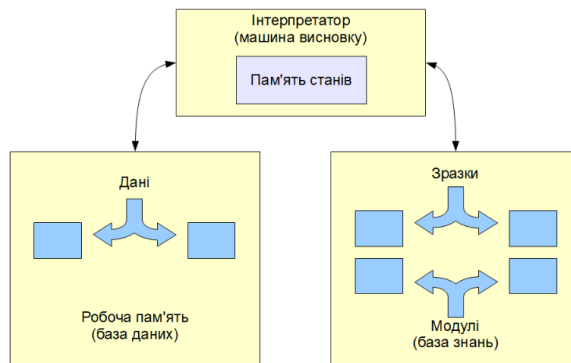 Інтерпретатор
(машина висновку)
Пам'ять станів
Дані
Робоча пам'ять
(база даних)
Зразки
Модулі
(база знань)